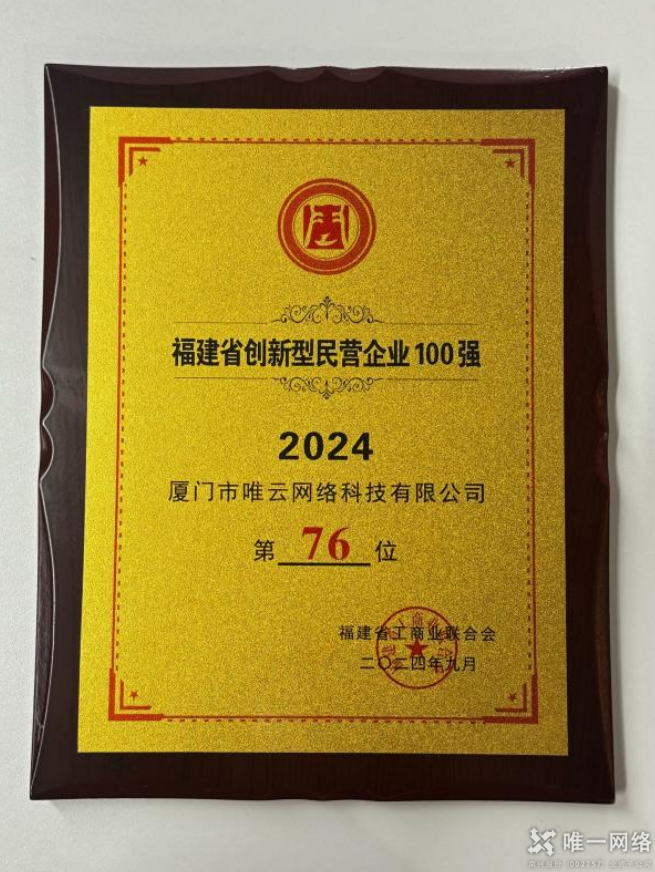 福建省创新型民营企业100强
2024
厦门市唯云网络科技有限公司
第 76 位
福建省工商业联合会
二〇二四年九月
唯一网络